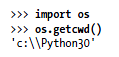 >>> import os
>>> os.getcwd()
'c:\\Python30'